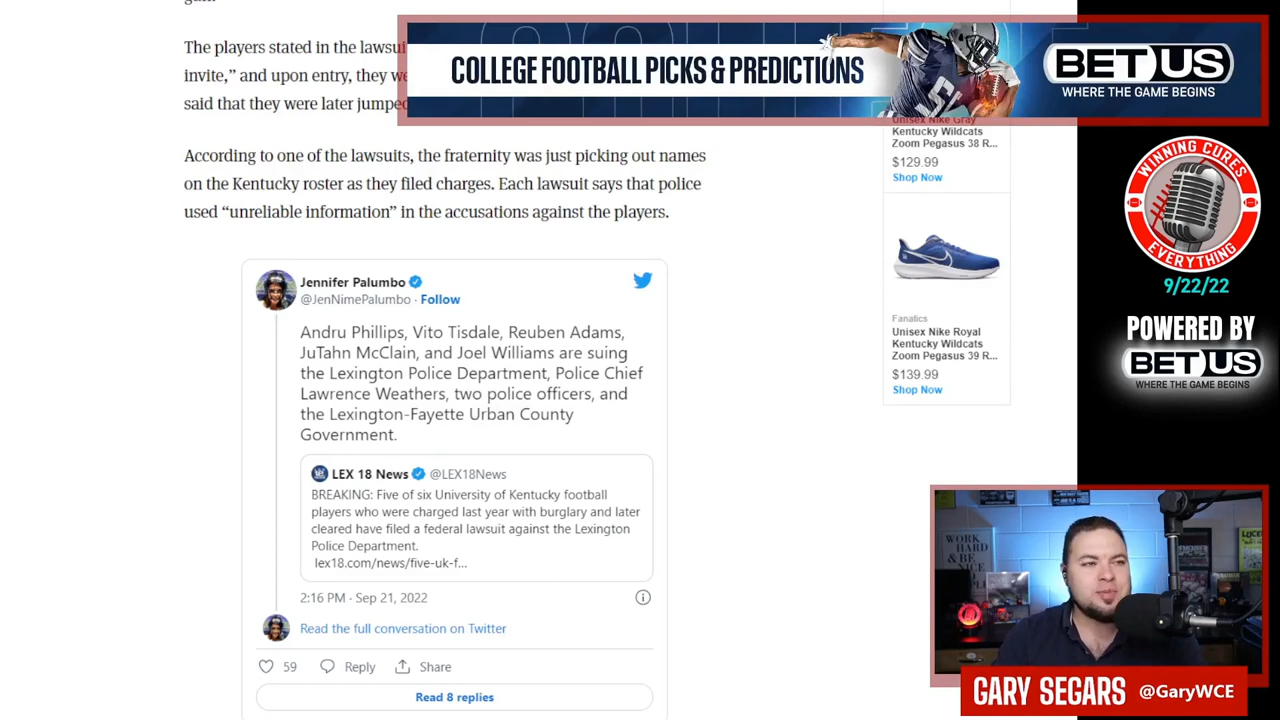 The players stated in the lawsui
invite,” and upon entry, they we
said that they were later jumped
According to one of the lawsuits, the fraternity was just picking out names
on the Kentucky roster as they filed charges. Each lawsuit says that police
used “unreliable information” in the accusations against the players.
COLLEGE FOOTBALL PICKS & PREDICTIONS
BETUS
WHERE THE GAME BEGINS
Unisex Nike Gray
Kentucky Wildcats
Zoom Pegasus 38 R...
$129.99
Shop Now
Fanatics
Unisex Nike Royal
Kentucky Wildcats
Zoom Pegasus 39 R...
$139.99
Shop Now
Jennifer Palumbo
@JenNimePalumbo · Follow
Andru Phillips, Vito Tisdale, Reuben Adams,
JuTahn McClain, and Joel Williams are suing
the Lexington Police Department, Police Chief
Lawrence Weathers, two police officers, and
the Lexington-Fayette Urban County
Government.
LEX 18 News @LEX18News
BREAKING: Five of six University of Kentucky football
players who were charged last year with burglary and later
cleared have filed a federal lawsuit against the Lexington
Police Department.
lex18.com/news/five-uk-f...
2:16 PM · Sep 21, 2022
Read the full conversation on Twitter
59 Reply Share
Read 8 replies
WINNING CURES
EVERYTHING
9/22/22
POWERED BY
BETUS
WHERE THE GAME BEGINS
WORK
HARD
& BE
NICE
GARY SEGARS @GaryWCE